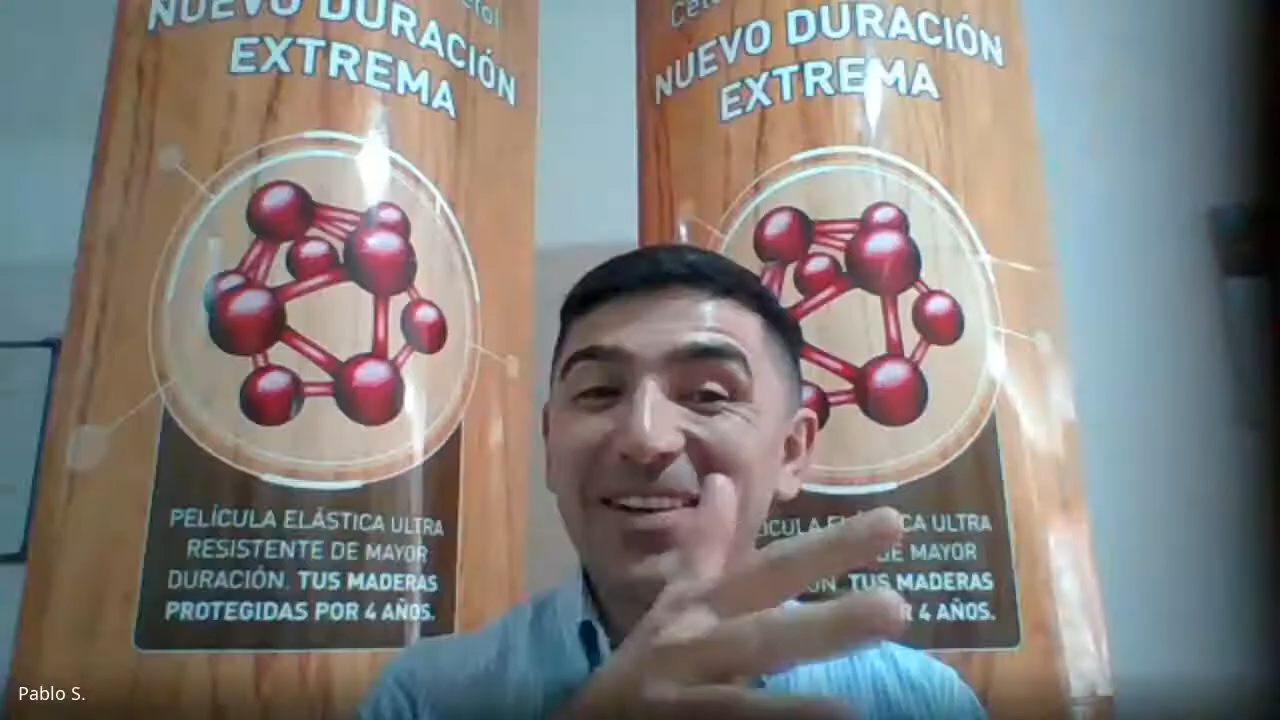 NUEVO DURACIÓN
EXTREMA
PELÍCULA ELÁSTICA ULTRA
RESISTENTE DE MAYOR
DURACIÓN. TUS MADERAS
PROTEGIDAS POR 4 AÑOS.
NUEVO DURACIÓN
EXTREMA
ULTRA
DE MAYOR
TUS MADERAS
4 AÑOS.
Pablo S.